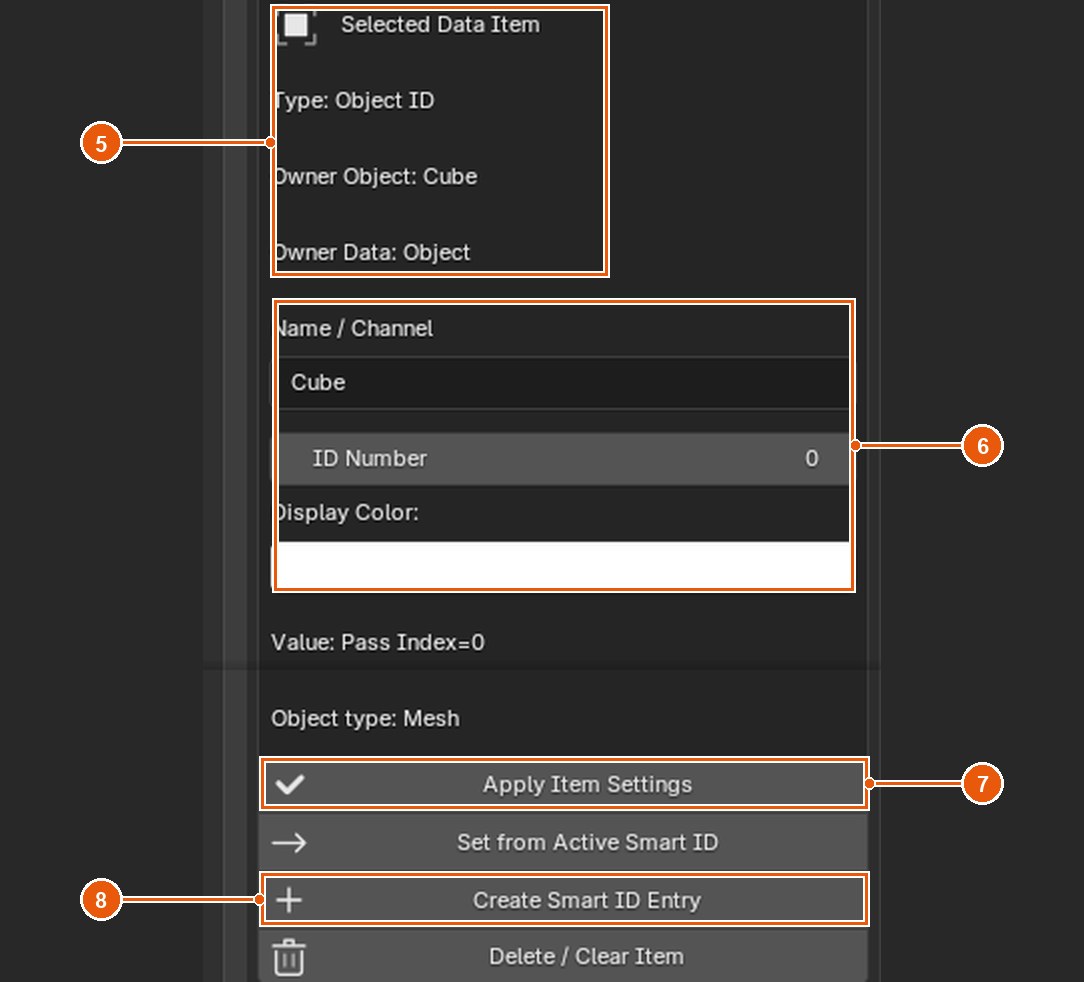 Selected Data Item
Type: Object ID
5
Owner Object: Cube
Owner Data: Object
Name / Channel
Cube
6
ID Number 0
Display Color:
Value: Pass Index=0
Object type: Mesh
Apply Item Settings
7
Set from Active Smart ID
8
Create Smart ID Entry
Delete / Clear Item